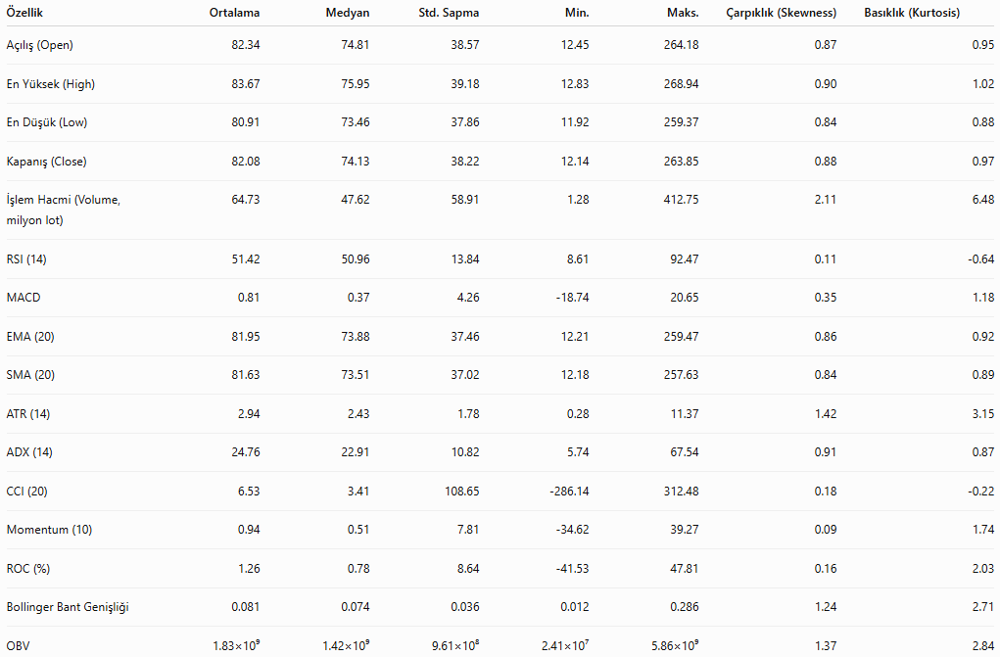 Özellik Ortalama Medyan Std. Sapma Min. Maks. Çarpıklık (Skewness) Basıklık (Kurtosis)
Açılış (Open) 82.34 74.81 38.57 12.45 264.18 0.87 0.95
En Yüksek (High) 83.67 75.95 39.18 12.83 268.94 0.90 1.02
En Düşük (Low) 80.91 73.46 37.86 11.92 259.37 0.84 0.88
Kapanış (Close) 82.08 74.13 38.22 12.14 263.85 0.88 0.97
İşlem Hacmi (Volume, 64.73 47.62 58.91 1.28 412.75 2.11 6.48
milyon lot)
RSI (14) 51.42 50.96 13.84 8.61 92.47 0.11 -0.64
MACD 0.81 0.37 4.26 -18.74 20.65 0.35 1.18
EMA (20) 81.95 73.88 37.46 12.21 259.47 0.86 0.92
SMA (20) 81.63 73.51 37.02 12.18 257.63 0.84 0.89
ATR (14) 2.94 2.43 1.78 0.28 11.37 1.42 3.15
ADX (14) 24.76 22.91 10.82 5.74 67.54 0.91 0.87
CCI (20) 6.53 3.41 108.65 -286.14 312.48 0.18 -0.22
Momentum (10) 0.94 0.51 7.81 -34.62 39.27 0.09 1.74
ROC (%) 1.26 0.78 8.64 -41.53 47.81 0.16 2.03
Bollinger Bant Genişliği 0.081 0.074 0.036 0.012 0.286 1.24 2.71
OBV 1.83×10⁹ 1.42×10⁹ 9.61×10⁸ 2.41×10⁷ 5.86×10⁹ 1.37 2.84